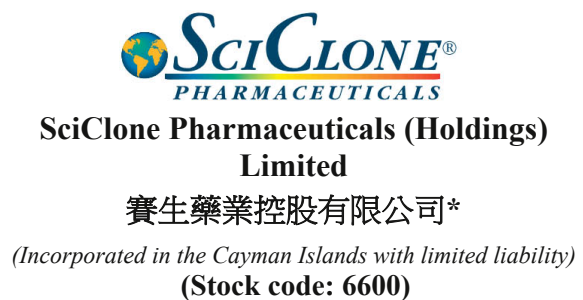 SCICLONE®
PHARMACEUTICALS
SciClone Pharmaceuticals (Holdings)
Limited
賽生藥業控股有限公司*
(Incorporated in the Cayman Islands with limited liability)
(Stock code: 6600)